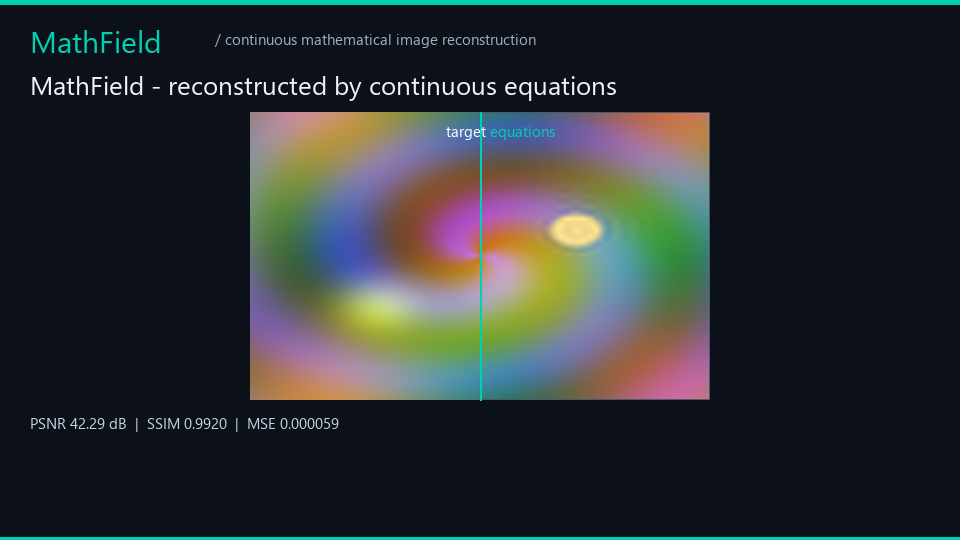 MathField / continuous mathematical image reconstruction
MathField - reconstructed by continuous equations
target equations
PSNR 42.29 dB | SSIM 0.9920 | MSE 0.000059